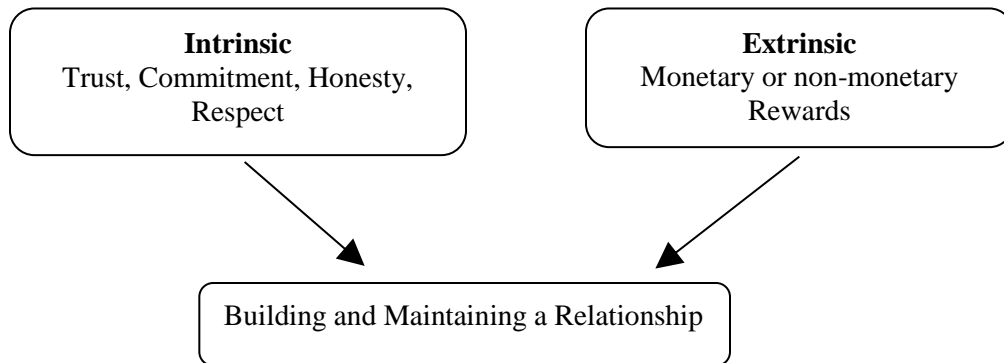 Intrinsic
Trust, Commitment, Honesty,
Respect
Extrinsic
Monetary or non-monetary
Rewards
Building and Maintaining a Relationship